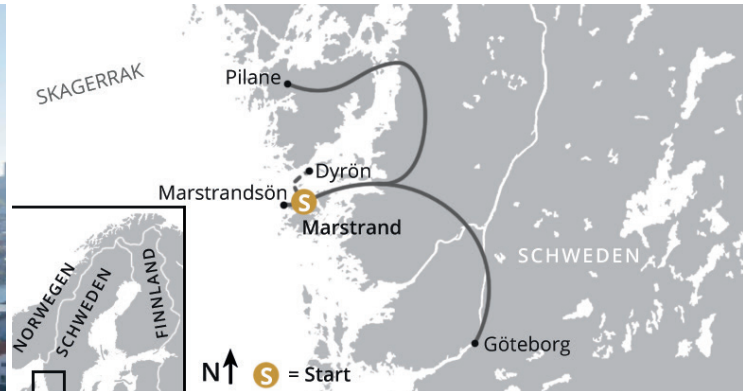 SKAGERRAK
Pilane
Dyrön
Marstrandsön
S
Marstrand
SCHWEDEN
Göteborg
NORWEGEN
SCHWEDEN
FINNLAND
N
S = Start